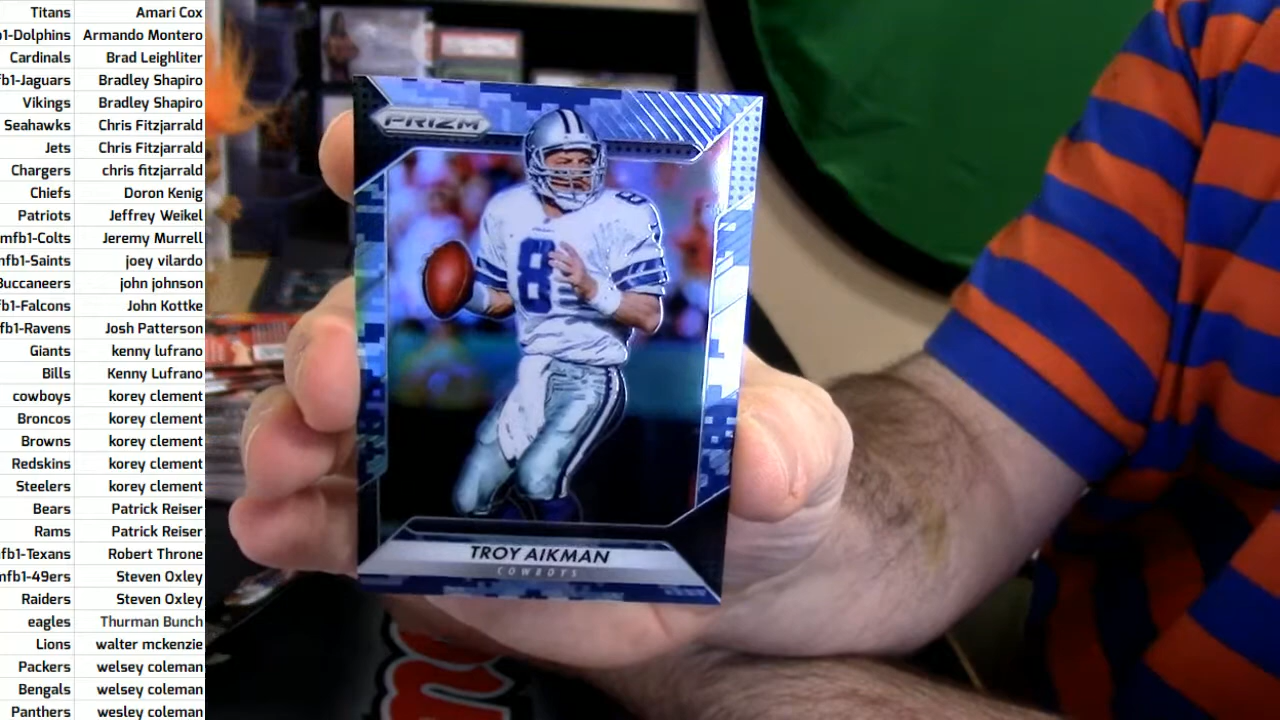 Titans Amari Cox
b1-Dolphins Armando Montero
Cardinals Brad Leighliter
fb1-Jaguars Bradley Shapiro
Vikings Bradley Shapiro
Seahawks Chris Fitzjarrald
Jets Chris Fitzjarrald
Chargers chris fitzjarrald
Chiefs Doron Kenig
Patriots Jeffrey Weikel
mfb1-Colts Jeremy Murrell
nfb1-Saints joey vilardo
Buccaneers john johnson
fb1-Falcons John Kottke
fb1-Ravens Josh Patterson
Giants kenny lufrano
Bills Kenny Lufrano
cowboys korey clement
Broncos korey clement
Browns korey clement
Redskins korey clement
Steelers korey clement
Bears Patrick Reiser
Rams Patrick Reiser
fb1-Texans Robert Throne
mfb1-49ers Steven Oxley
Raiders Steven Oxley
eagles Thurman Bunch
Lions walter mckenzie
Packers welsey coleman
Bengals welsey coleman
Panthers wesley coleman
PRIZM
8
8
TROY AIKMAN
COWBOYS